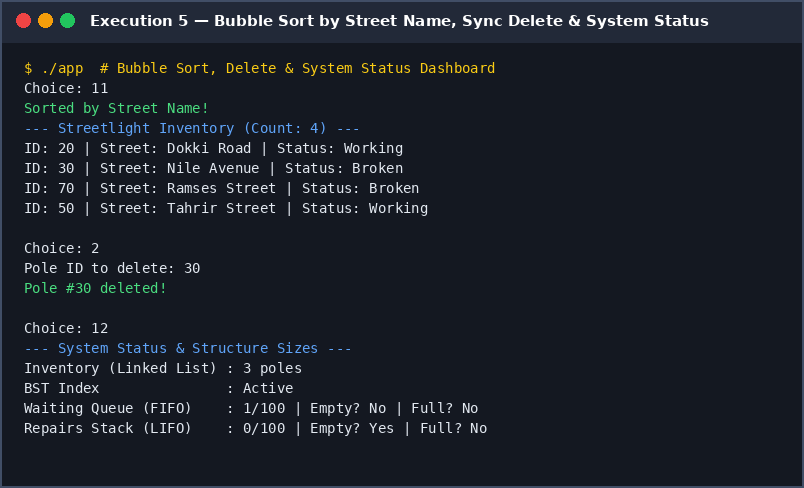 Execution 5 — Bubble Sort by Street Name, Sync Delete & System Status
$ ./app  # Bubble Sort, Delete & System Status Dashboard
Choice: 11
Sorted by Street Name!
--- Streetlight Inventory (Count: 4) ---
ID: 20 | Street: Dokki Road | Status: Working
ID: 30 | Street: Nile Avenue | Status: Broken
ID: 70 | Street: Ramses Street | Status: Broken
ID: 50 | Street: Tahrir Street | Status: Working
Choice: 2
Pole ID to delete: 30
Pole #30 deleted!
Choice: 12
--- System Status & Structure Sizes ---
Inventory (Linked List) : 3 poles
BST Index               : Active
Waiting Queue (FIFO)    : 1/100 | Empty? No | Full? No
Repairs Stack (LIFO)    : 0/100 | Empty? Yes | Full? No